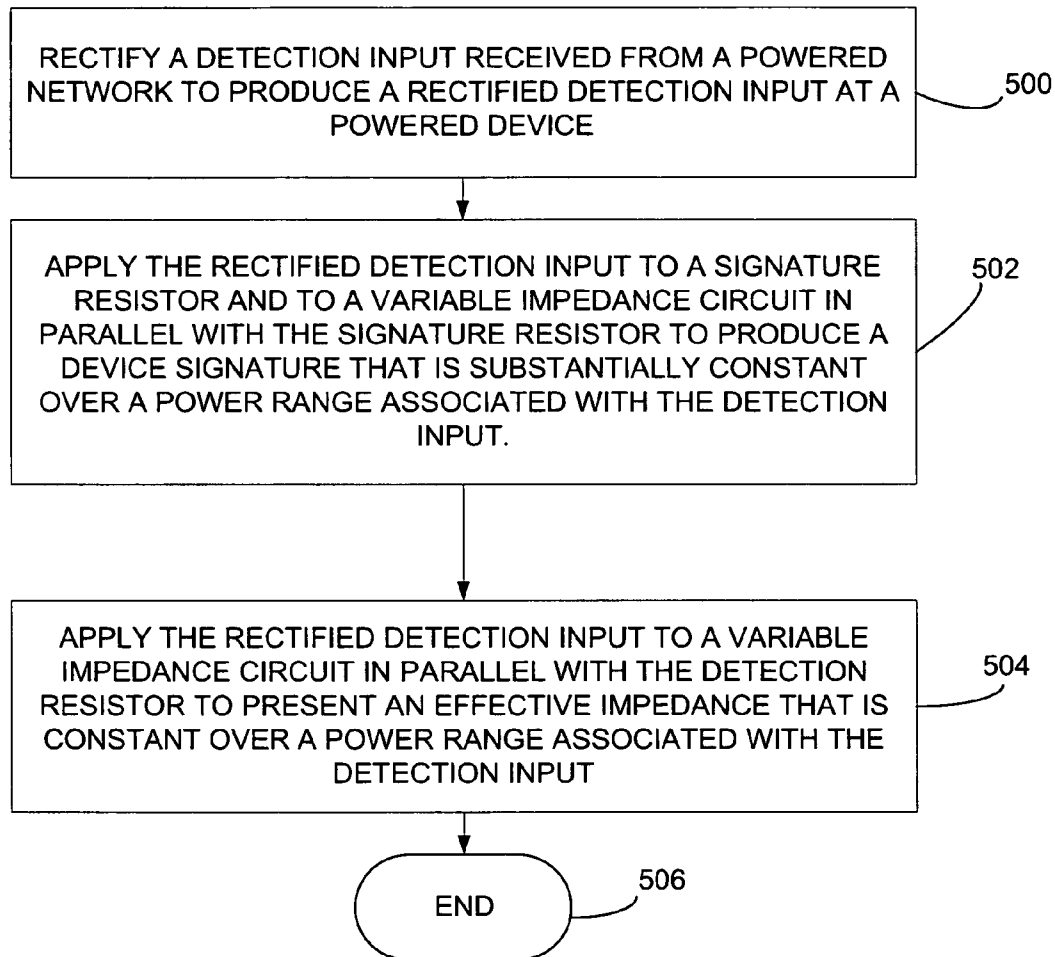 RECTIFY A DETECTION INPUT RECEIVED FROM A POWERED
NETWORK TO PRODUCE A RECTIFIED DETECTION INPUT AT A
POWERED DEVICE
500
APPLY THE RECTIFIED DETECTION INPUT TO A SIGNATURE
RESISTOR AND TO A VARIABLE IMPEDANCE CIRCUIT IN
PARALLEL WITH THE SIGNATURE RESISTOR TO PRODUCE A
DEVICE SIGNATURE THAT IS SUBSTANTIALLY CONSTANT
OVER A POWER RANGE ASSOCIATED WITH THE DETECTION
INPUT.
502
APPLY THE RECTIFIED DETECTION INPUT TO A VARIABLE
IMPEDANCE CIRCUIT IN PARALLEL WITH THE DETECTION
RESISTOR TO PRESENT AN EFFECTIVE IMPEDANCE THAT IS
CONSTANT OVER A POWER RANGE ASSOCIATED WITH THE
DETECTION INPUT
504
END
506